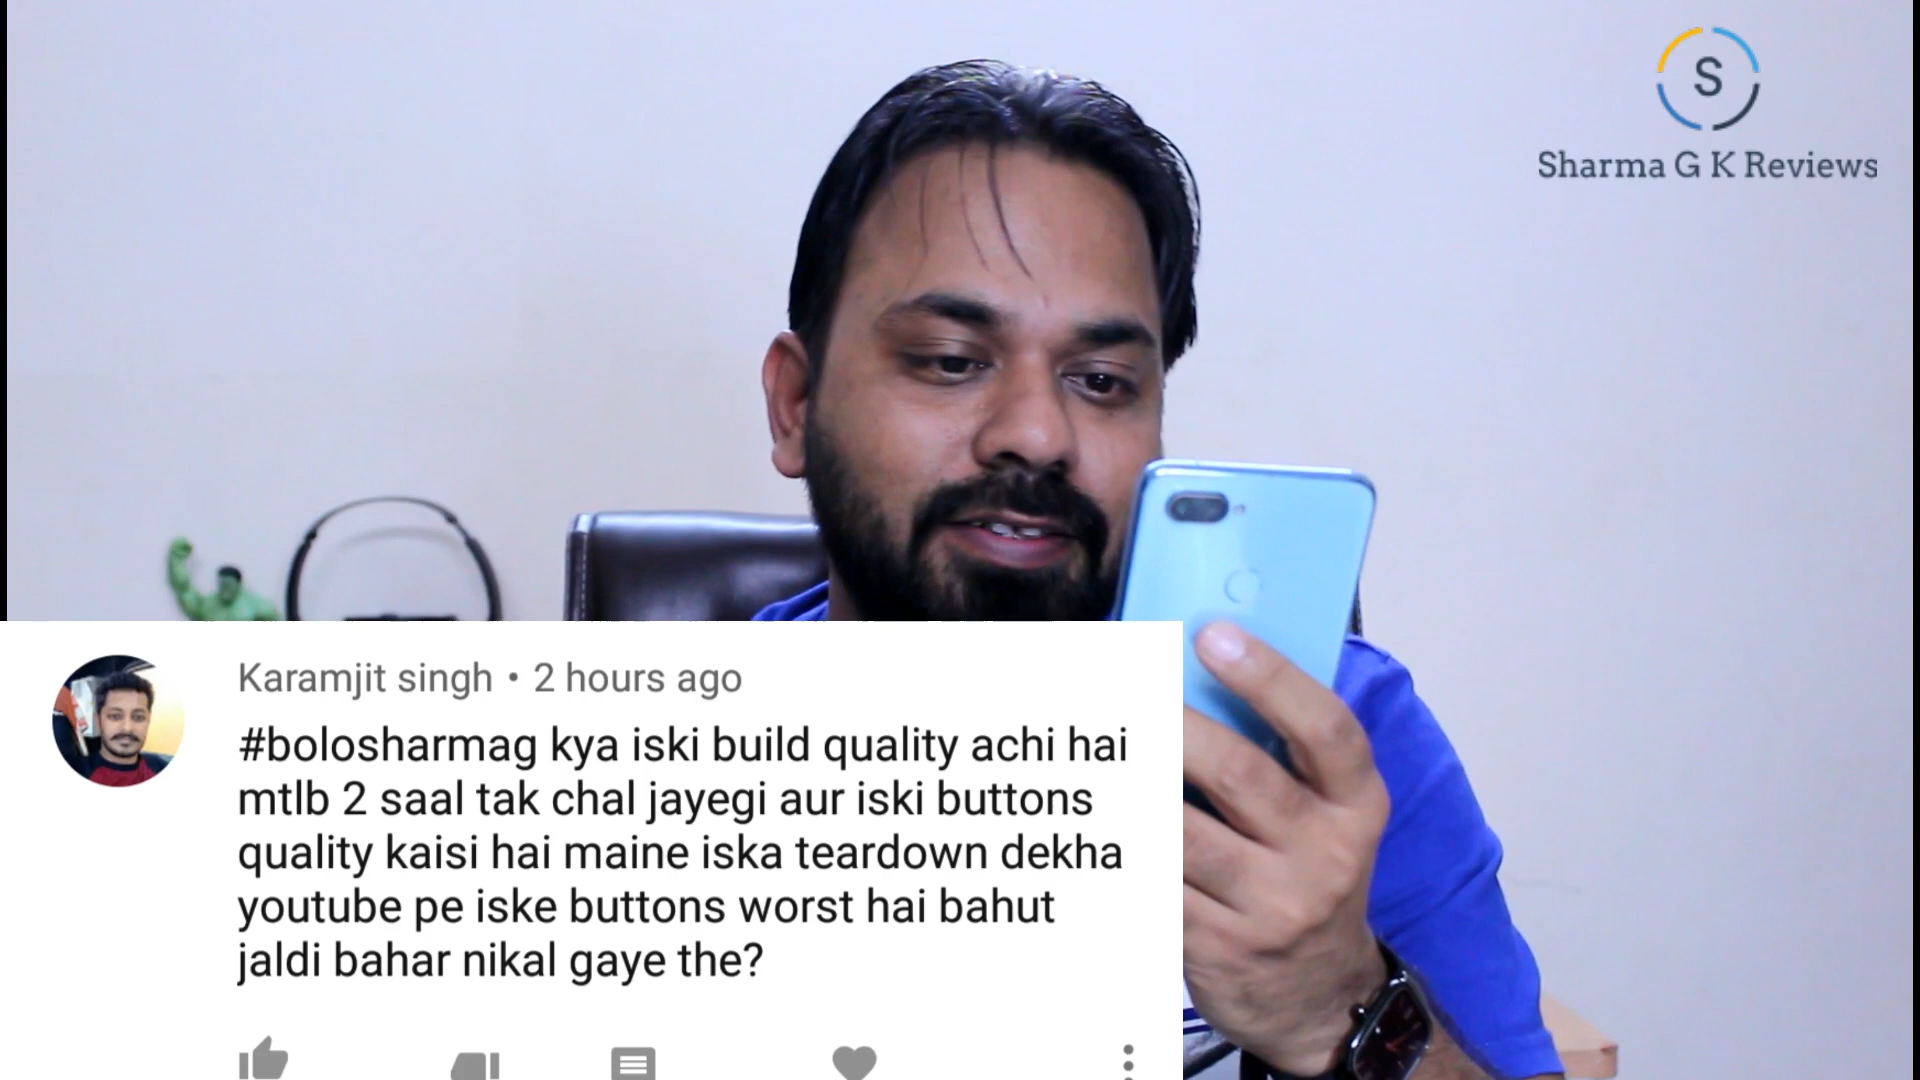 S
Sharma G K Reviews
Karamjit singh • 2 hours ago
#bolosharmag kya iski build quality achi hai
mtlb 2 saal tak chal jayegi aur iski buttons
quality kaisi hai maine iska teardown dekha
youtube pe iske buttons worst hai bahut
jaldi bahar nikal gaye the?